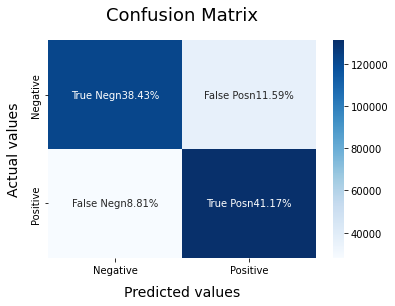 Confusion Matrix
Actual values
Negative
True Negn38.43%
False Posn11.59%
Positive
False Negn8.81%
True Posn41.17%
Negative
Positive
Predicted values
120000
100000
80000
60000
40000